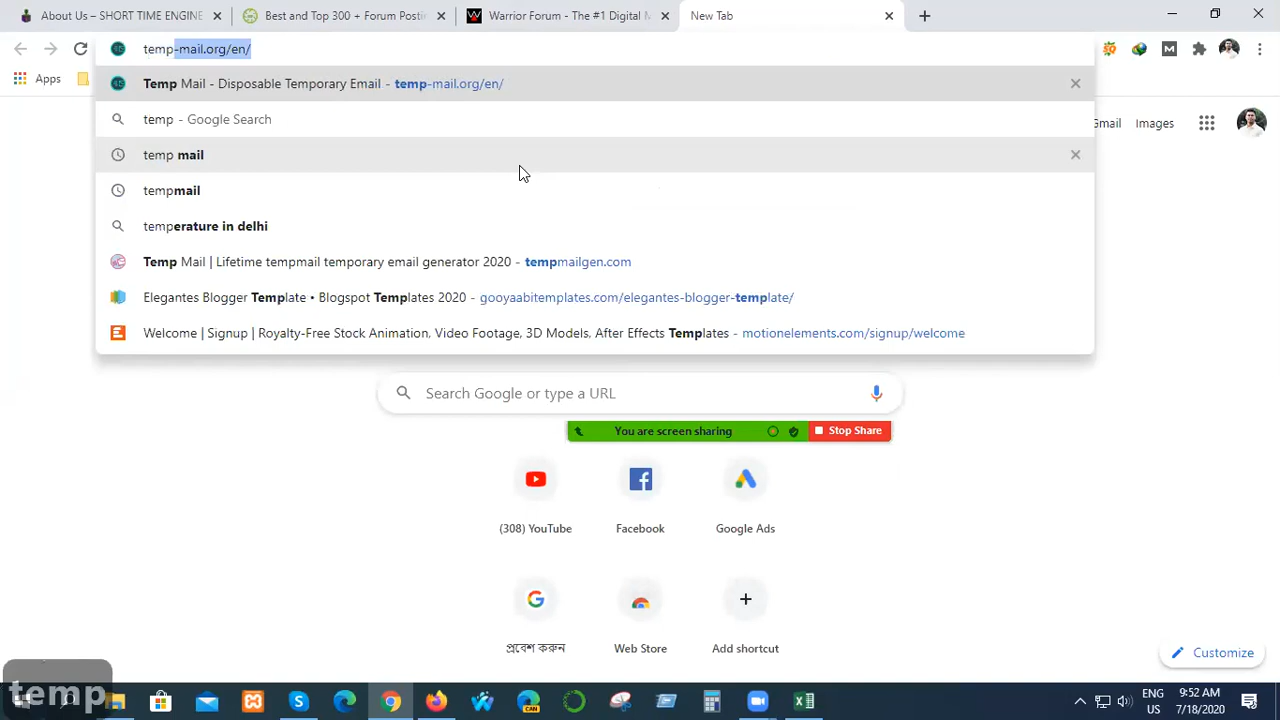 About Us – SHORT TIME ENGINE
Best and Top 300 + Forum Postin
Warrior Forum - The #1 Digital M
New Tab
temp-mail.org/en/
Temp Mail - Disposable Temporary Email - temp-mail.org/en/
temp - Google Search
temp mail
tempmail
temperature in delhi
Temp Mail | Lifetime tempmail temporary email generator 2020 - tempmailgen.com
Elegantes Blogger Template • Blogspot Templates 2020 - gooyaabitemplates.com/elegantes-blogger-template/
Welcome | Signup | Royalty-Free Stock Animation, Video Footage, 3D Models, After Effects Templates - motionelements.com/signup/welcome
Apps
Gmail
Images
Search Google or type a URL
You are screen sharing
Stop Share
(308) YouTube
Facebook
Google Ads
প্রবেশ করুন
Web Store
Add shortcut
Customize
temp
ENG
US
9:52 AM
7/18/2020